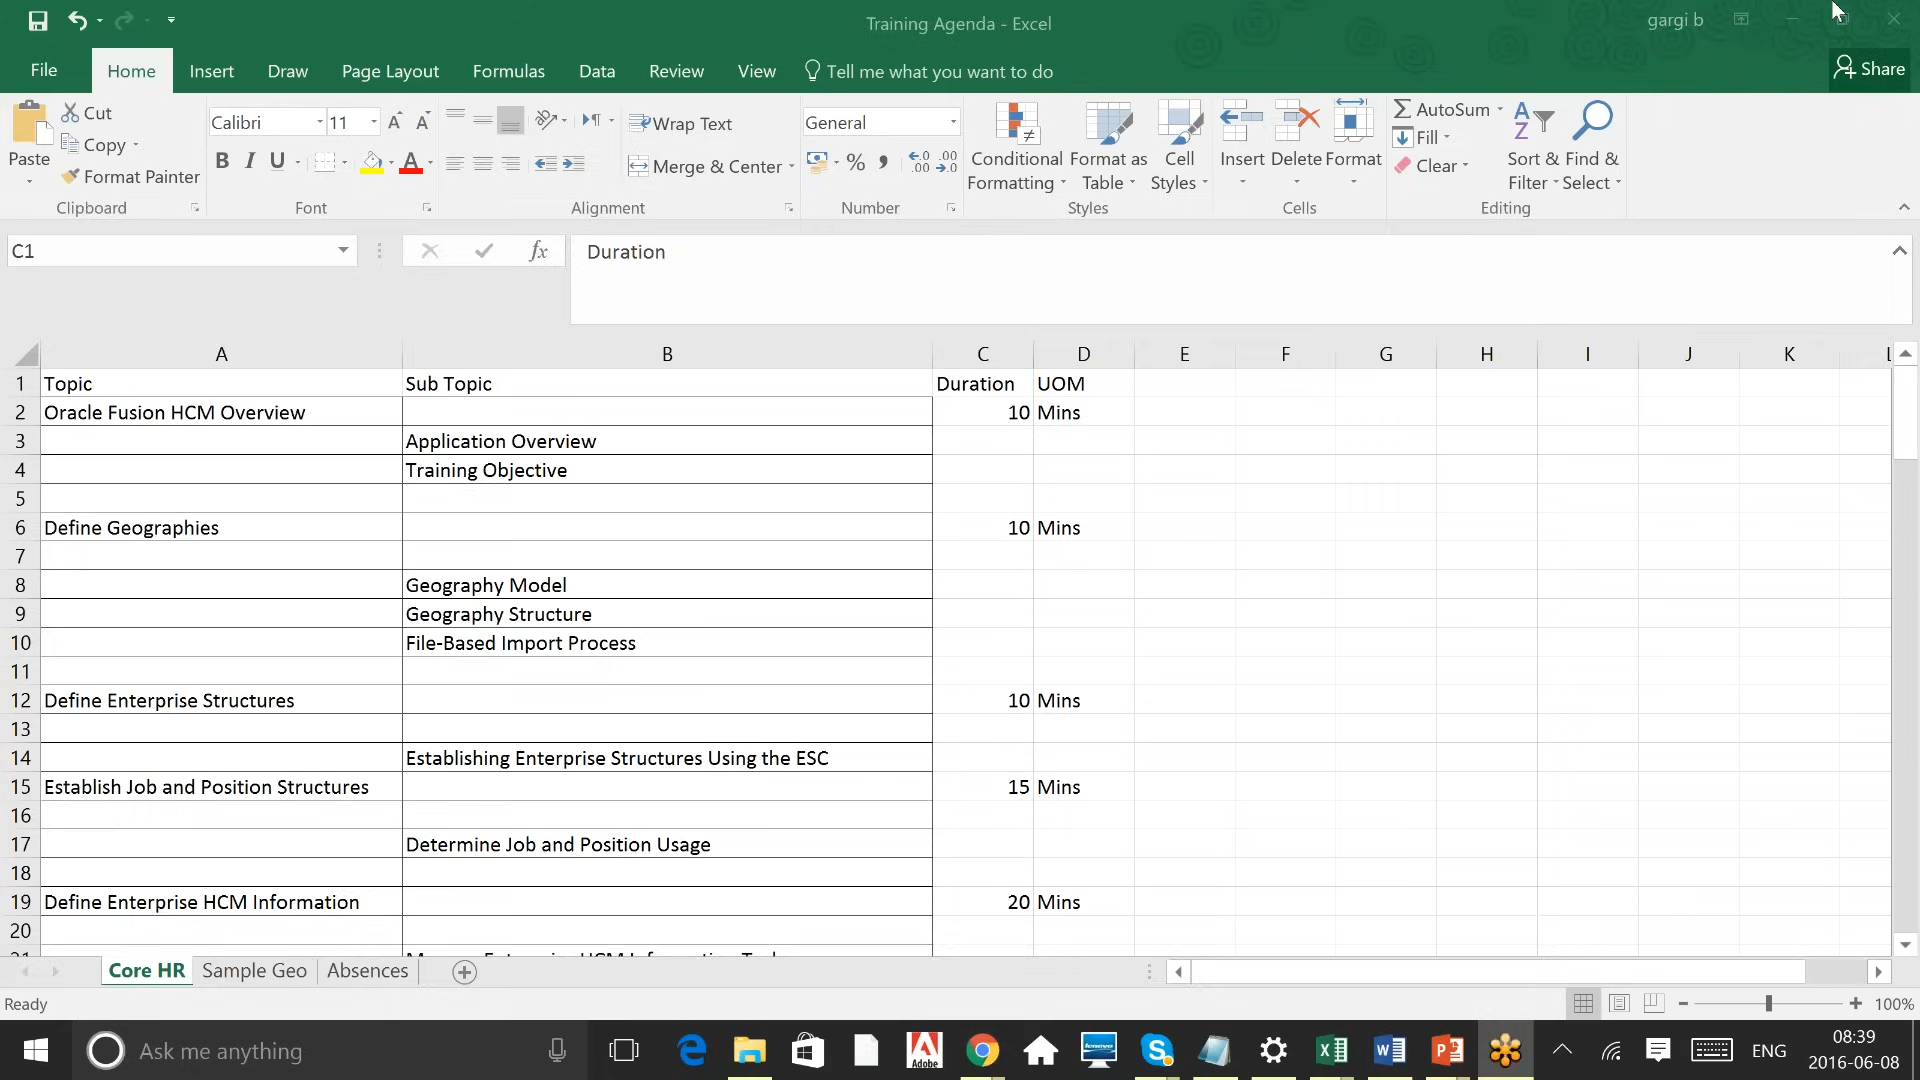 Training Agenda - Excel
gargi b
File Home Insert Draw Page Layout Formulas Data Review View Tell me what you want to do Share
Paste
Cut
Copy
Format Painter
Clipboard
Calibri 11
B I U
Font
Wrap Text
Merge & Center
Alignment
General
Number
Conditional Formatting
Format as Table
Cell Styles
Styles
Insert Delete Format
Cells
AutoSum
Fill
Clear
Sort & Filter
Find & Select
Editing
C1 fx Duration
A B C D E F G H I J K L
1 Topic Sub Topic Duration UOM
2 Oracle Fusion HCM Overview 10 Mins
3 Application Overview
4 Training Objective
5
6 Define Geographies 10 Mins
7
8 Geography Model
9 Geography Structure
10 File-Based Import Process
11
12 Define Enterprise Structures 10 Mins
13
14 Establishing Enterprise Structures Using the ESC
15 Establish Job and Position Structures 15 Mins
16
17 Determine Job and Position Usage
18
19 Define Enterprise HCM Information 20 Mins
20
Core HR Sample Geo Absences
Ready 100%
Ask me anything
Adobe
lenovo
ENG
08:39
2016-06-08